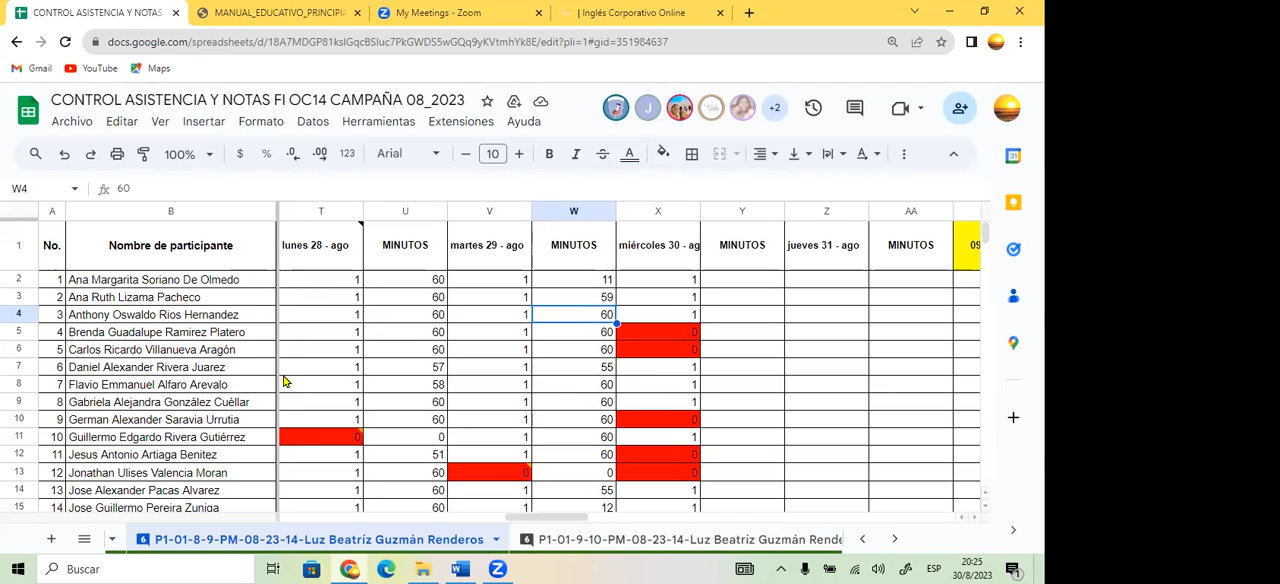 CONTROL ASISTENCIA Y NOTAS
MANUAL_EDUCATIVO_PRINCIPIA
My Meetings - Zoom
| Inglés Corporativo Online
docs.google.com/spreadsheets/d/18A7MDGP81kslGqcBSluc7PkGWDS5wGQq9yKVtmhYk8E/edit?pli=1#gid=351984637
Gmail YouTube Maps
CONTROL ASISTENCIA Y NOTAS FI OC14 CAMPAÑA 08_2023
J +2
Archivo Editar Ver Insertar Formato Datos Herramientas Extensiones Ayuda
100% $ % .0 .00 123 Arial 10 B I S A
W4 fx 60
A B T U V W X Y Z AA
1 No. Nombre de participante lunes 28 - ago MINUTOS martes 29 - ago MINUTOS miércoles 30 - ag MINUTOS jueves 31 - ago MINUTOS 09
2 1 Ana Margarita Soriano De Olmedo 1 60 1 11 1
3 2 Ana Ruth Lizama Pacheco 1 60 1 59 1
4 3 Anthony Oswaldo Rios Hernandez 1 60 1 60 1
5 4 Brenda Guadalupe Ramirez Platero 1 60 1 60 0
6 5 Carlos Ricardo Villanueva Aragón 1 60 1 60 0
7 6 Daniel Alexander Rivera Juarez 1 57 1 55 1
8 7 Flavio Emmanuel Alfaro Arevalo 1 58 1 60 1
9 8 Gabriela Alejandra González Cuéllar 1 60 1 60 1
10 9 German Alexander Saravia Urrutia 1 60 1 60 0
11 10 Guillermo Edgardo Rivera Gutiérrez 0 0 1 60 1
12 11 Jesus Antonio Artiaga Benitez 1 51 1 60 0
13 12 Jonathan Ulises Valencia Moran 1 60 0 0 0
14 13 Jose Alexander Pacas Alvarez 1 60 1 55 1
15 14 Jose Guillermo Pereira Zuniga 1 60 1 12 1
6 P1-01-8-9-PM-08-23-14-Luz Beatríz Guzmán Renderos
6 P1-01-9-10-PM-08-23-14-Luz Beatríz Guzmán Rende
Buscar
ESP
20:25
30/8/2023
1